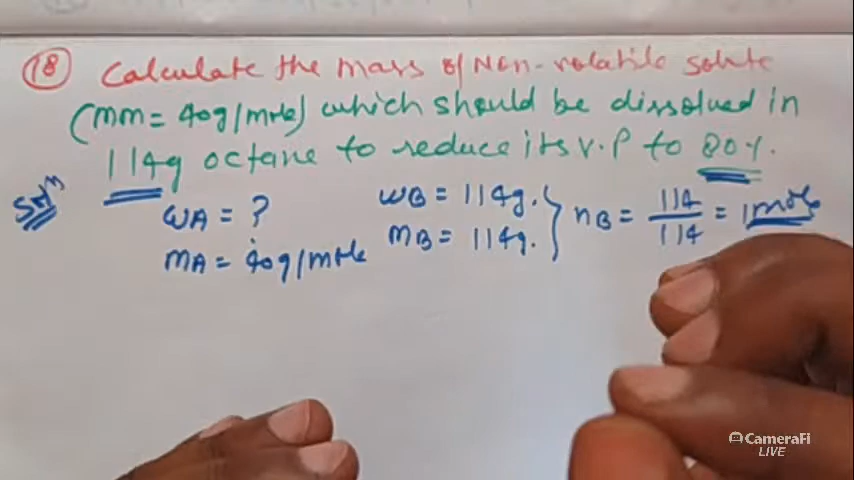 18 Calculate the mass of Non-volatile solute
(MM = 40g/mole) which should be dissolved in
114g octane to reduce its V.P to 80%.
Soln
WA = ? WB = 114g. } nB = 114/114 = 1mole
MA = 40g/mole MB = 114g.
CameraFi
LIVE